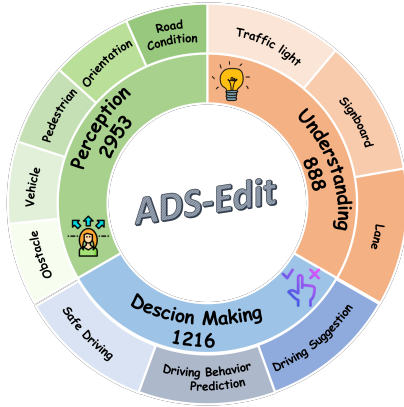 Road
Condition
Traffic light
Orientation
Signboard
Pedestrian
Perception
2953
Understanding
888
Vehicle
ADS-Edit
Lane
Obstacle
Descion Making
1216
Safe Driving
Driving Behavior
Prediction
Driving Suggestion